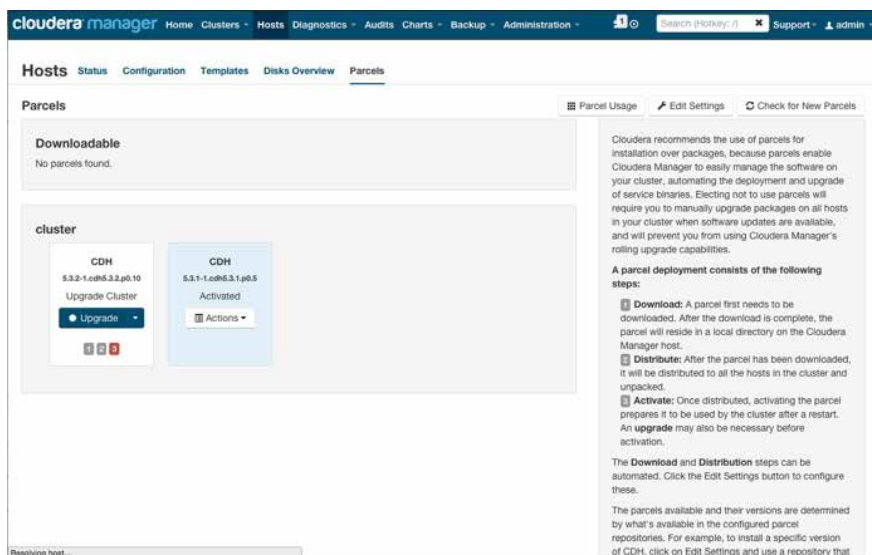 cloudera manager Home Clusters Hosts Diagnostics Audits Charts Backup Administration 1 Search (Hotkey: /) Support admin
Hosts Status Configuration Templates Disks Overview Parcels
Parcels Parcel Usage Edit Settings Check for New Parcels
Downloadable
No parcels found.
cluster
CDH
5.3.2-1.cdh5.3.2.p0.10
Upgrade Cluster
Upgrade
1 2 3
CDH
5.3.1-1.cdh5.3.1.p0.5
Activated
Actions
Cloudera recommends the use of parcels for
installation over packages, because parcels enable
Cloudera Manager to easily manage the software on
your cluster, automating the deployment and upgrade
of service binaries. Electing not to use parcels will
require you to manually upgrade packages on all hosts
in your cluster when software updates are available,
and will prevent you from using Cloudera Manager's
rolling upgrade capabilities.
A parcel deployment consists of the following
steps:
1 Download: A parcel first needs to be
downloaded. After the download is complete, the
parcel will reside in a local directory on the Cloudera
Manager host.
2 Distribute: After the parcel has been downloaded,
it will be distributed to all the hosts in the cluster and
unpacked.
3 Activate: Once distributed, activating the parcel
prepares it to be used by the cluster after a restart.
An upgrade may also be necessary before
activation.
The Download and Distribution steps can be
automated. Click the Edit Settings button to configure
these.
The parcels available and their versions are determined
by what's available in the configured parcel
repositories. For example, to install a specific version
of CDH, click on Edit Settings and use a repository that
Resolving host...